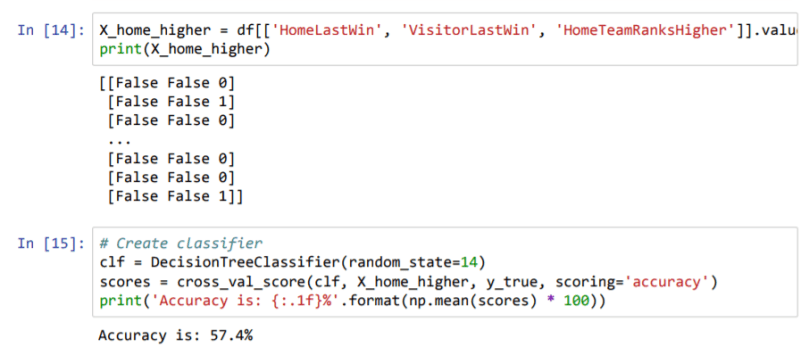 In [14]: X_home_higher = df[['HomeLastWin', 'VisitorLastWin', 'HomeTeamRanksHigher']].valu
print(X_home_higher)
[[False False 0]
[False False 1]
[False False 0]
...
[False False 0]
[False False 0]
[False False 1]]
In [15]: # Create classifier
clf = DecisionTreeClassifier(random_state=14)
scores = cross_val_score(clf, X_home_higher, y_true, scoring='accuracy')
print('Accuracy is: {:.1f}%'.format(np.mean(scores) * 100))
Accuracy is: 57.4%